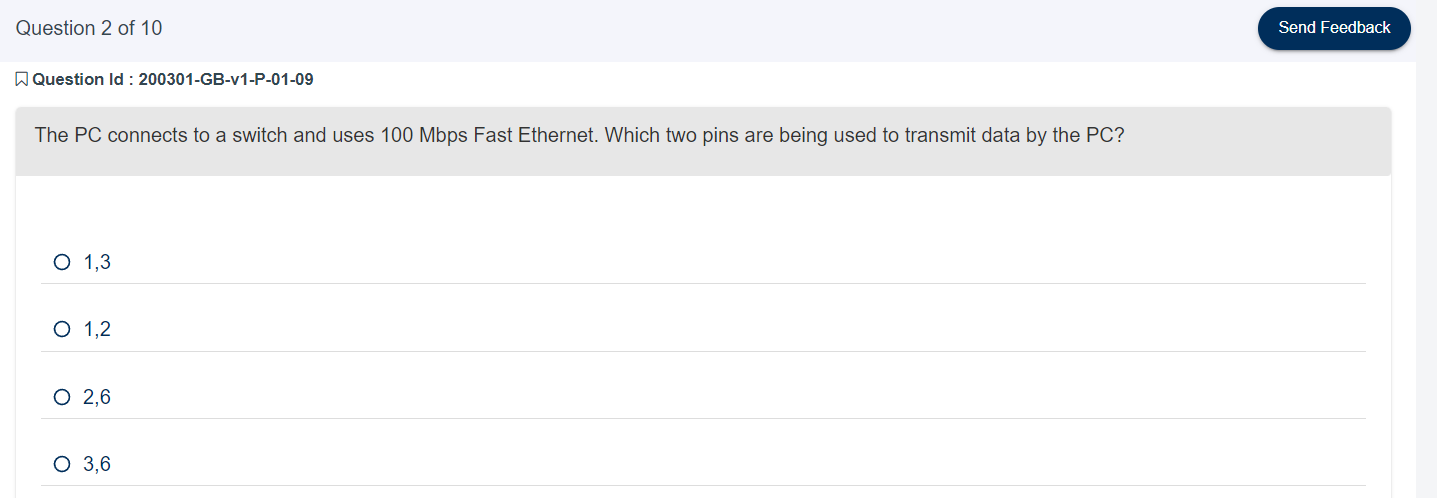 Question 2 of 10
Send Feedback
Question Id : 200301-GB-v1-P-01-09
The PC connects to a switch and uses 100 Mbps Fast Ethernet. Which two pins are being used to transmit data by the PC?
1,3
1,2
2,6
3,6